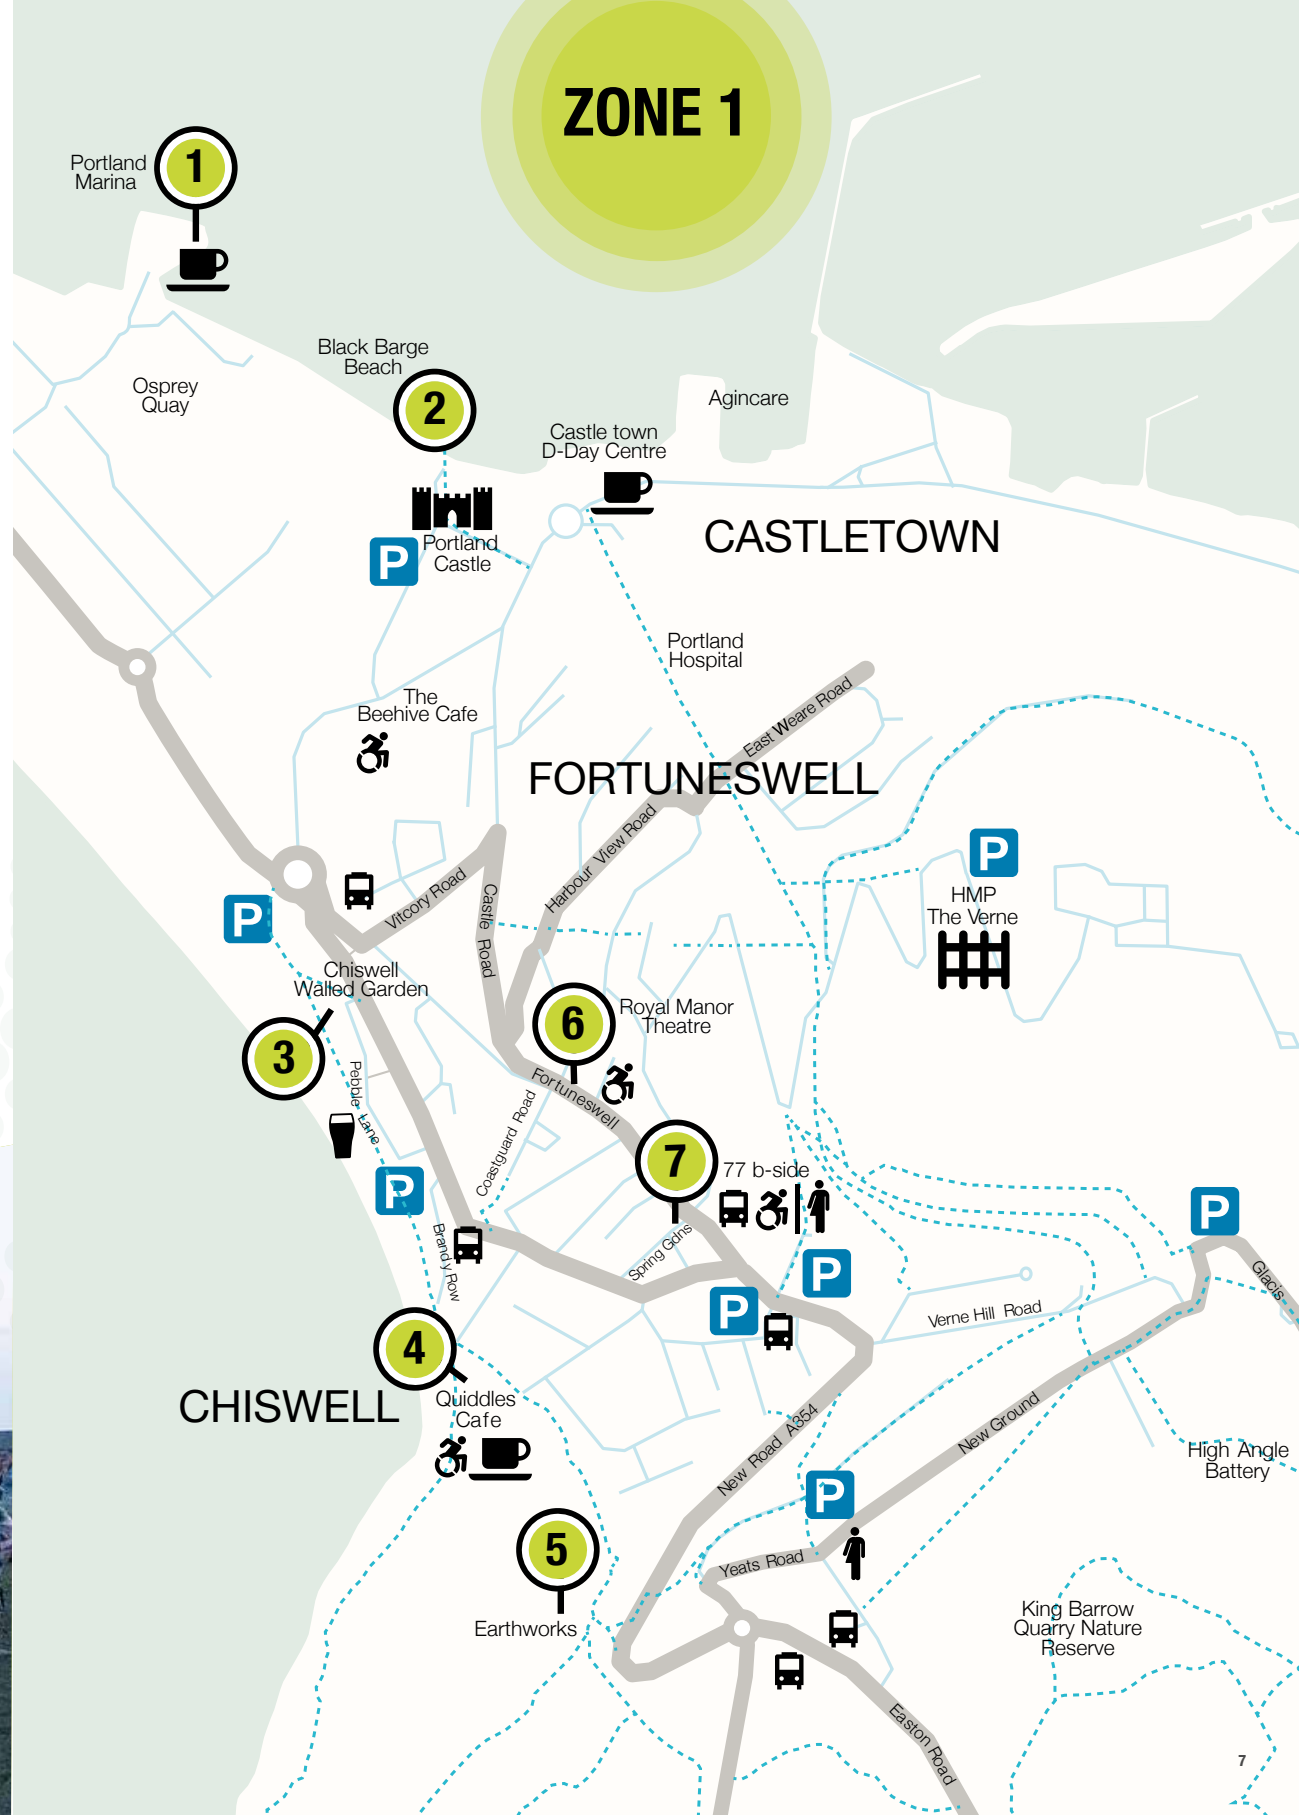 ZONE 1
1
Portland
Marina
Black Barge
Beach
2
Osprey
Quay
Agincare
Castle town
D-Day Centre
CASTLETOWN
P
Portland
Castle
Portland
Hospital
East Weare Road
The
Beehive Cafe
FORTUNESWELL
Harbour View Road
P
HMP
The Verne
Vitcory Road
Castle Road
P
Chiswell
Walled Garden
3
6
Royal Manor
Theatre
Pebble Lane
Fortuneswell
Coastguard Road
7
77 b-side
P
P
Brandy Row
Spring Gdns
P
P
Glacis
Verne Hill Road
4
CHISWELL
Quiddles
Cafe
New Road A354
New Ground
High Angle
Battery
P
5
Earthworks
Yeats Road
King Barrow
Quarry Nature
Reserve
Easton Road
7